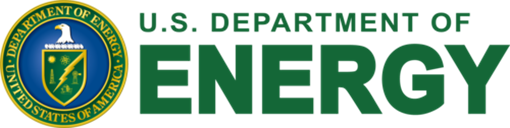 DEPARTMENT OF ENERGY
UNITED STATES OF AMERICA
U.S. DEPARTMENT OF
ENERGY